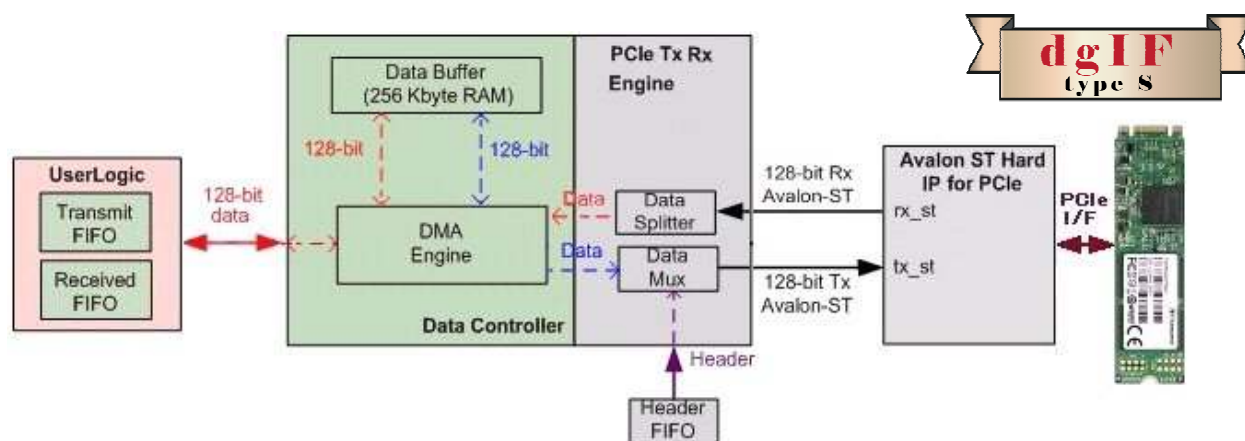 dgIF
type S
Data Buffer
(256 Kbyte RAM)
PCIe Tx Rx
Engine
128-bit
128-bit
UserLogic
Transmit
FIFO
Received
FIFO
128-bit
data
DMA
Engine
Data
Data
Data
Splitter
Data
Mux
Data Controller
128-bit Rx
Avalon-ST
128-bit Tx
Avalon-ST
Avalon ST Hard
IP for PCIe
rx_st
tx_st
PCIe
I/F
Header
Header
FIFO
CE